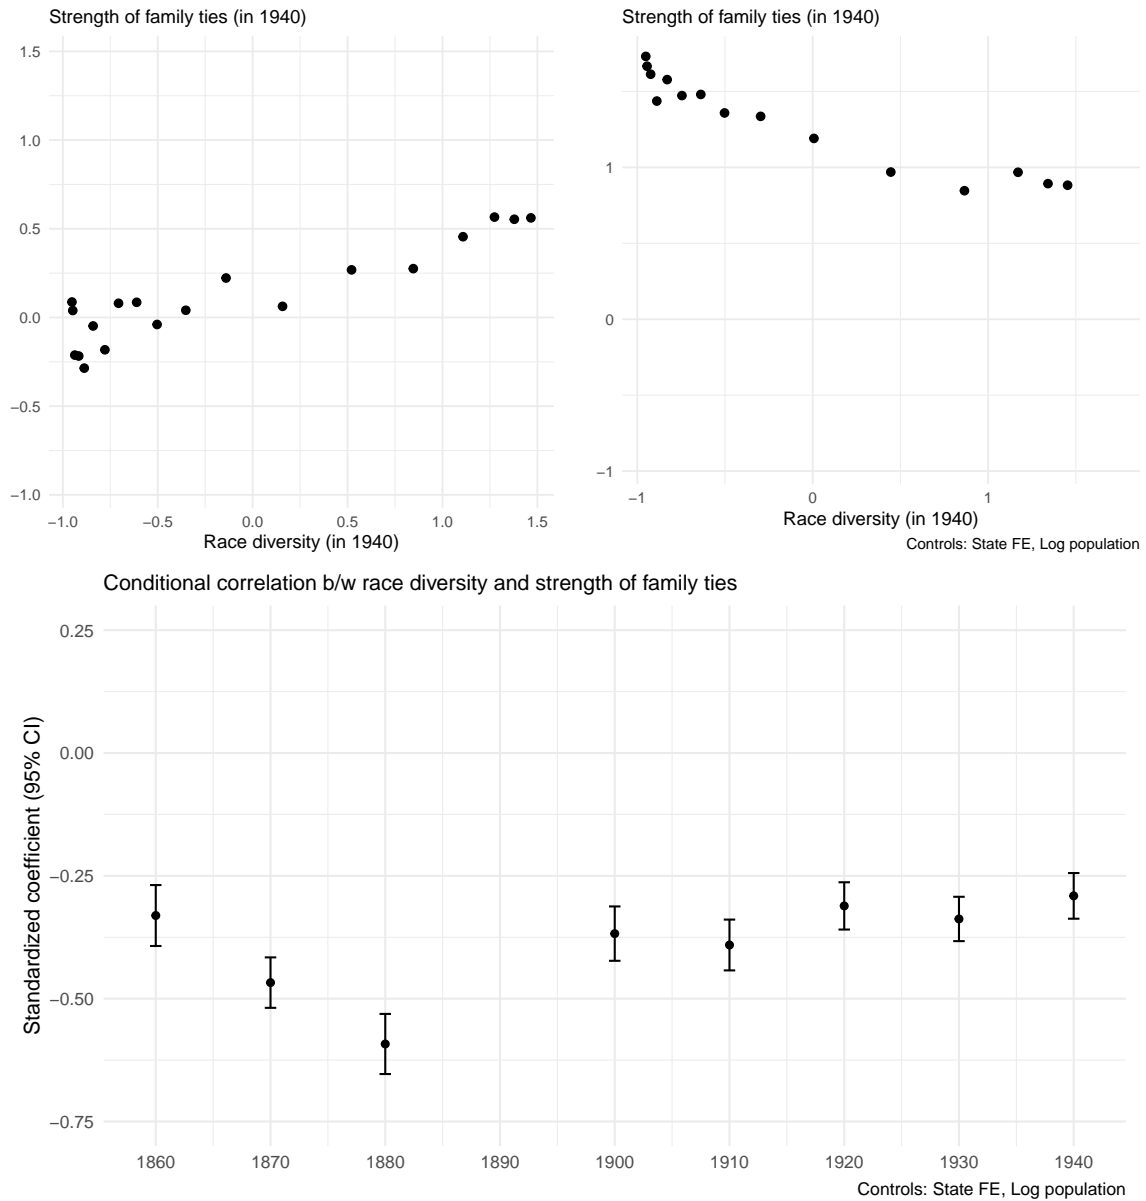 Strength of family ties (in 1940)
1.5
1.0
0.5
0.0
−0.5
−1.0
−1.0 −0.5 0.0 0.5 1.0 1.5
Race diversity (in 1940)
Strength of family ties (in 1940)
1
0
−1
−1 0 1
Race diversity (in 1940)
Controls: State FE, Log population
Conditional correlation b/w race diversity and strength of family ties
Standardized coefficient (95% CI)
0.25
0.00
−0.25
−0.50
−0.75
1860 1870 1880 1890 1900 1910 1920 1930 1940
Controls: State FE, Log population